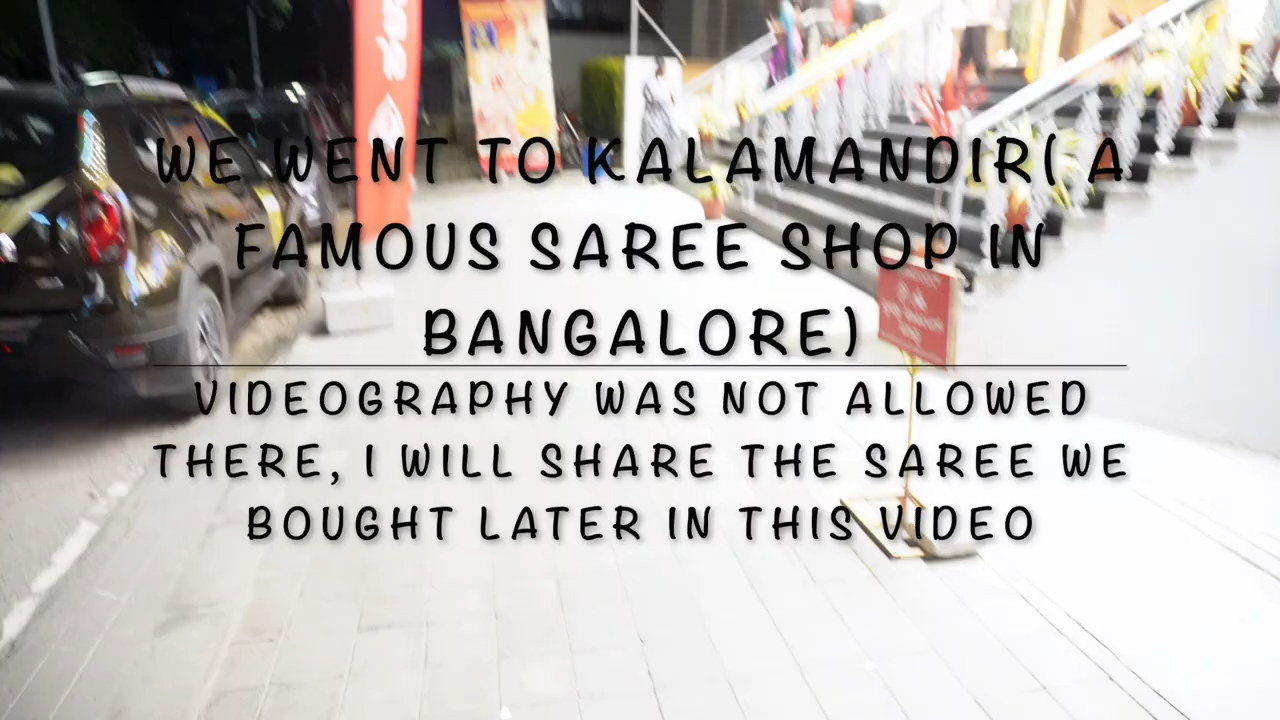 WE WENT TO KALAMANDIR( A
FAMOUS SAREE SHOP IN
BANGALORE)
VIDEOGRAPHY WAS NOT ALLOWED
THERE, I WILL SHARE THE SAREE WE
BOUGHT LATER IN THIS VIDEO